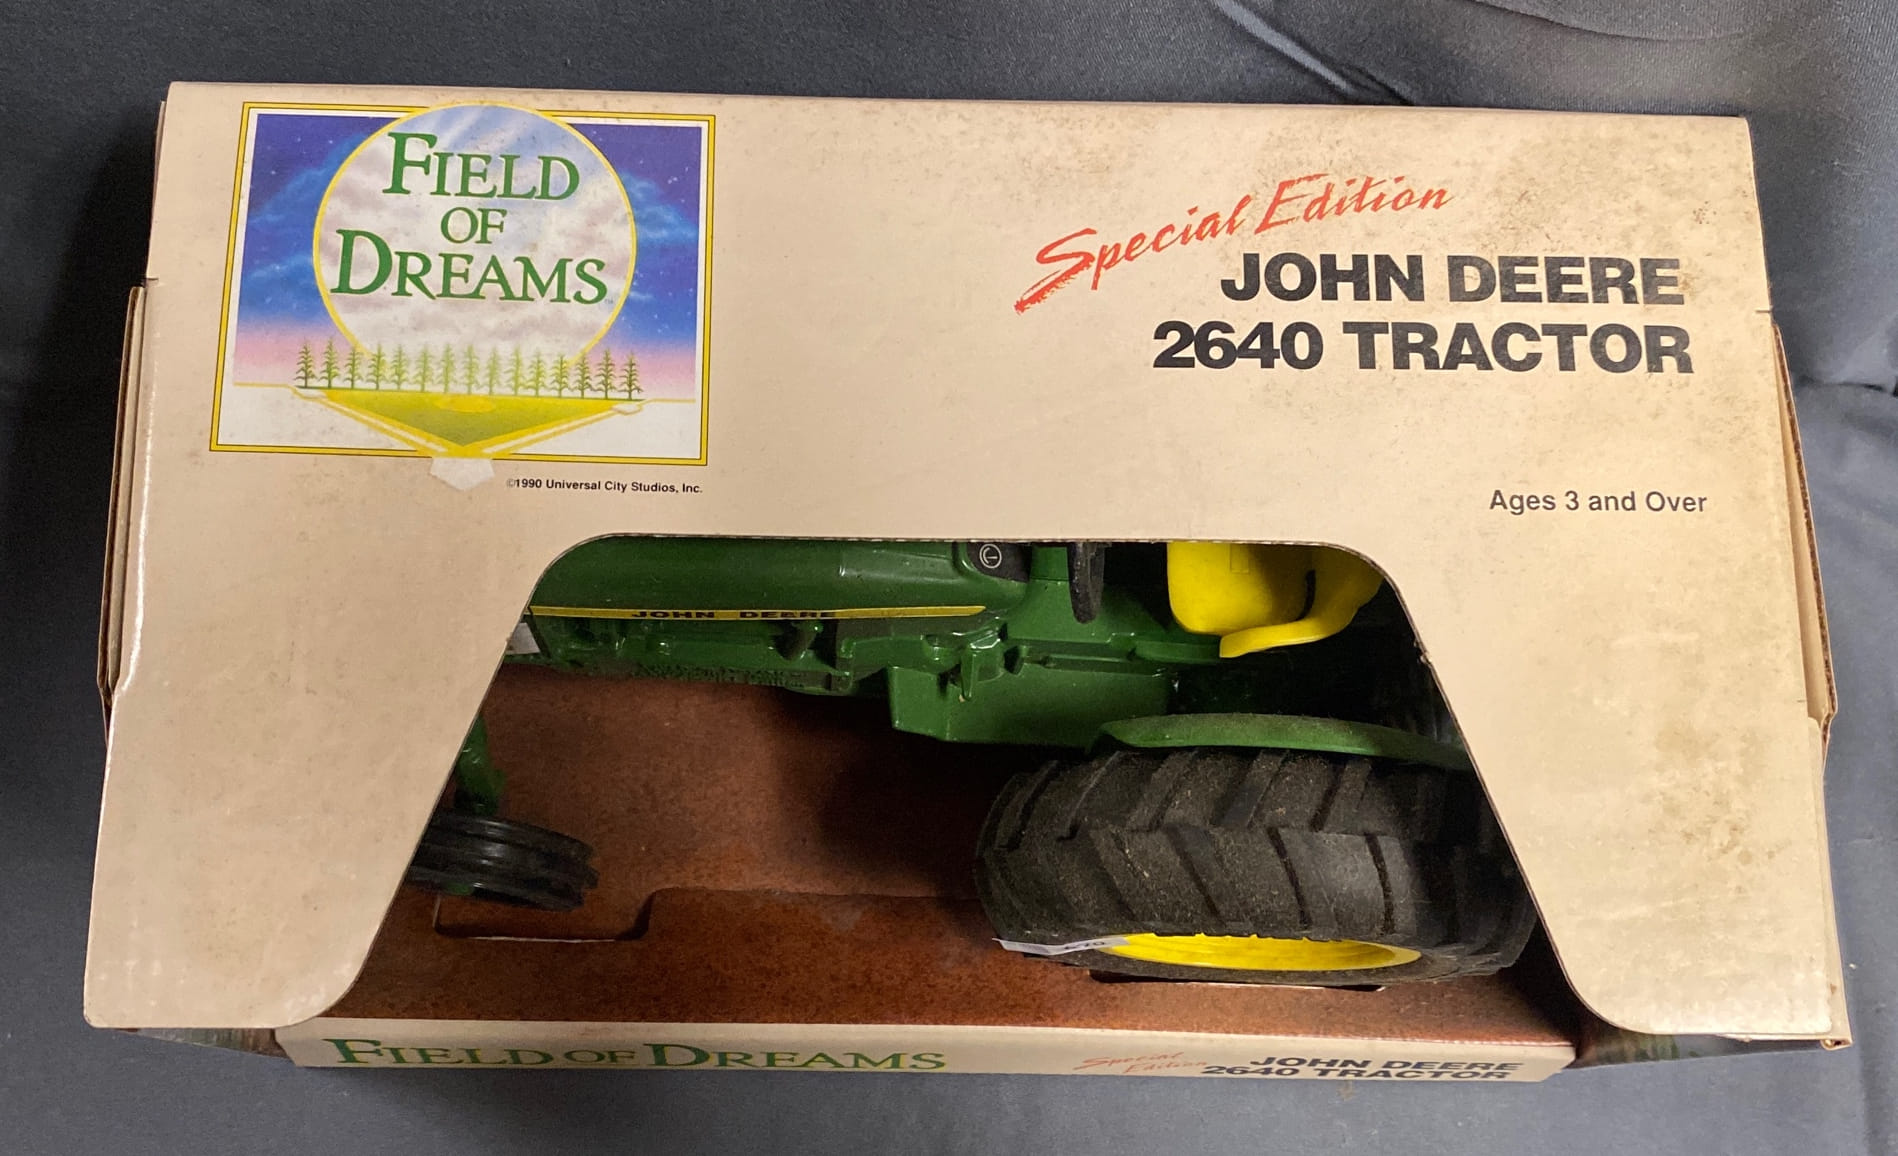 FIELD
OF
DREAMS™
©1990 Universal City Studios, Inc.
Special Edition
JOHN DEERE
2640 TRACTOR
Ages 3 and Over
JOHN DEERE
FIELD OF DREAMS
Special
Edition
JOHN DEERE
2640 TRACTOR